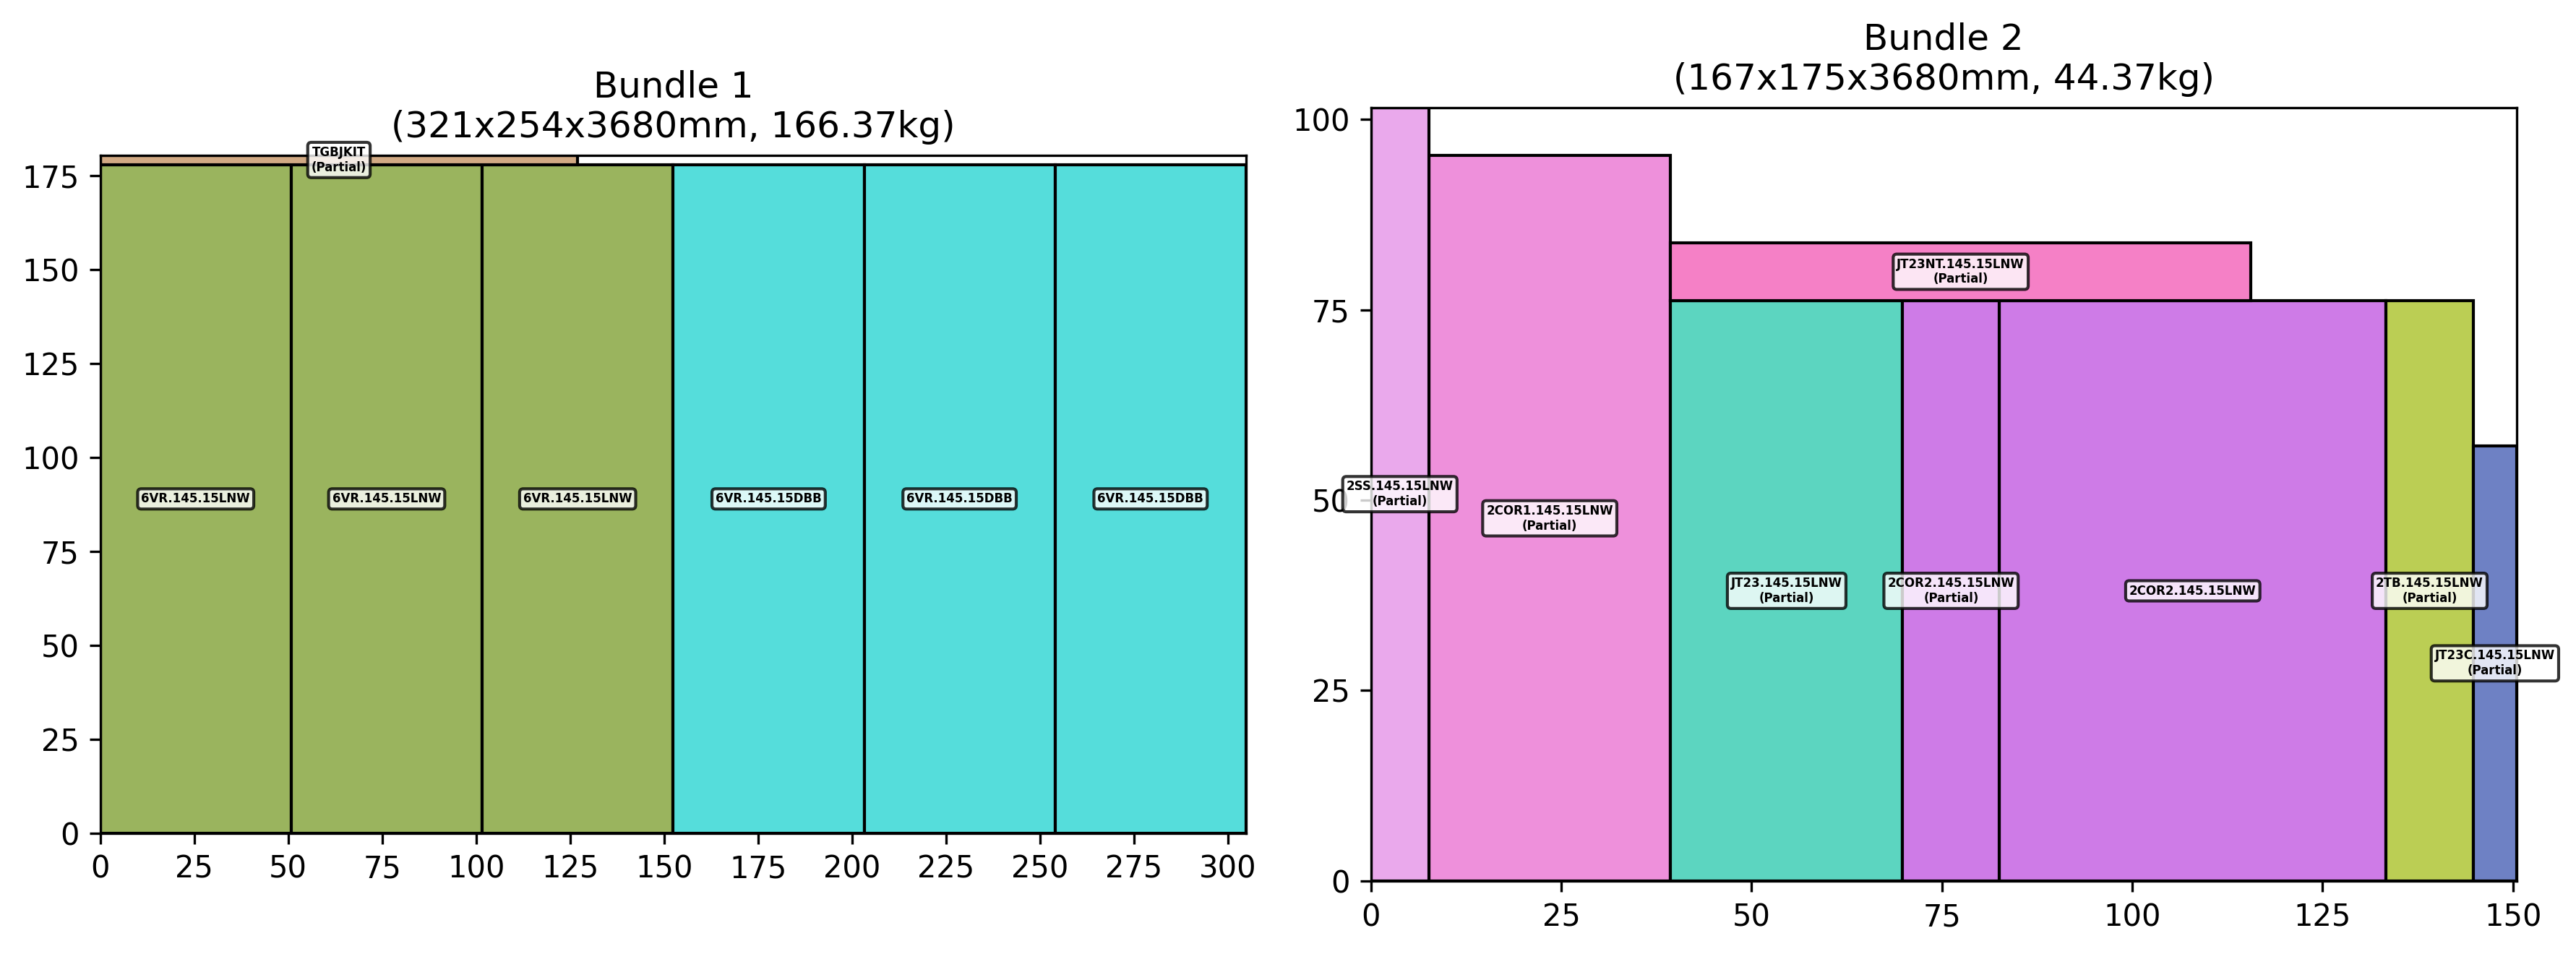 Bundle 1
(321x254x3680mm, 166.37kg)
TGBJKIT
(Partial)
175
150
125
100
75
50
25
0
6VR.145.15LNW
6VR.145.15LNW
6VR.145.15LNW
6VR.145.15DBB
6VR.145.15DBB
6VR.145.15DBB
0 25 50 75 100 125 150 175 200 225 250 275 300
Bundle 2
(167x175x3680mm, 44.37kg)
100
75
50
25
0
JT23NT.145.15LNW
(Partial)
2SS.145.15LNW
(Partial)
2COR1.145.15LNW
(Partial)
JT23.145.15LNW
(Partial)
2COR2.145.15LNW
(Partial)
2COR2.145.15LNW
2TB.145.15LNW
(Partial)
JT23C.145.15LNW
(Partial)
0 25 50 75 100 125 150